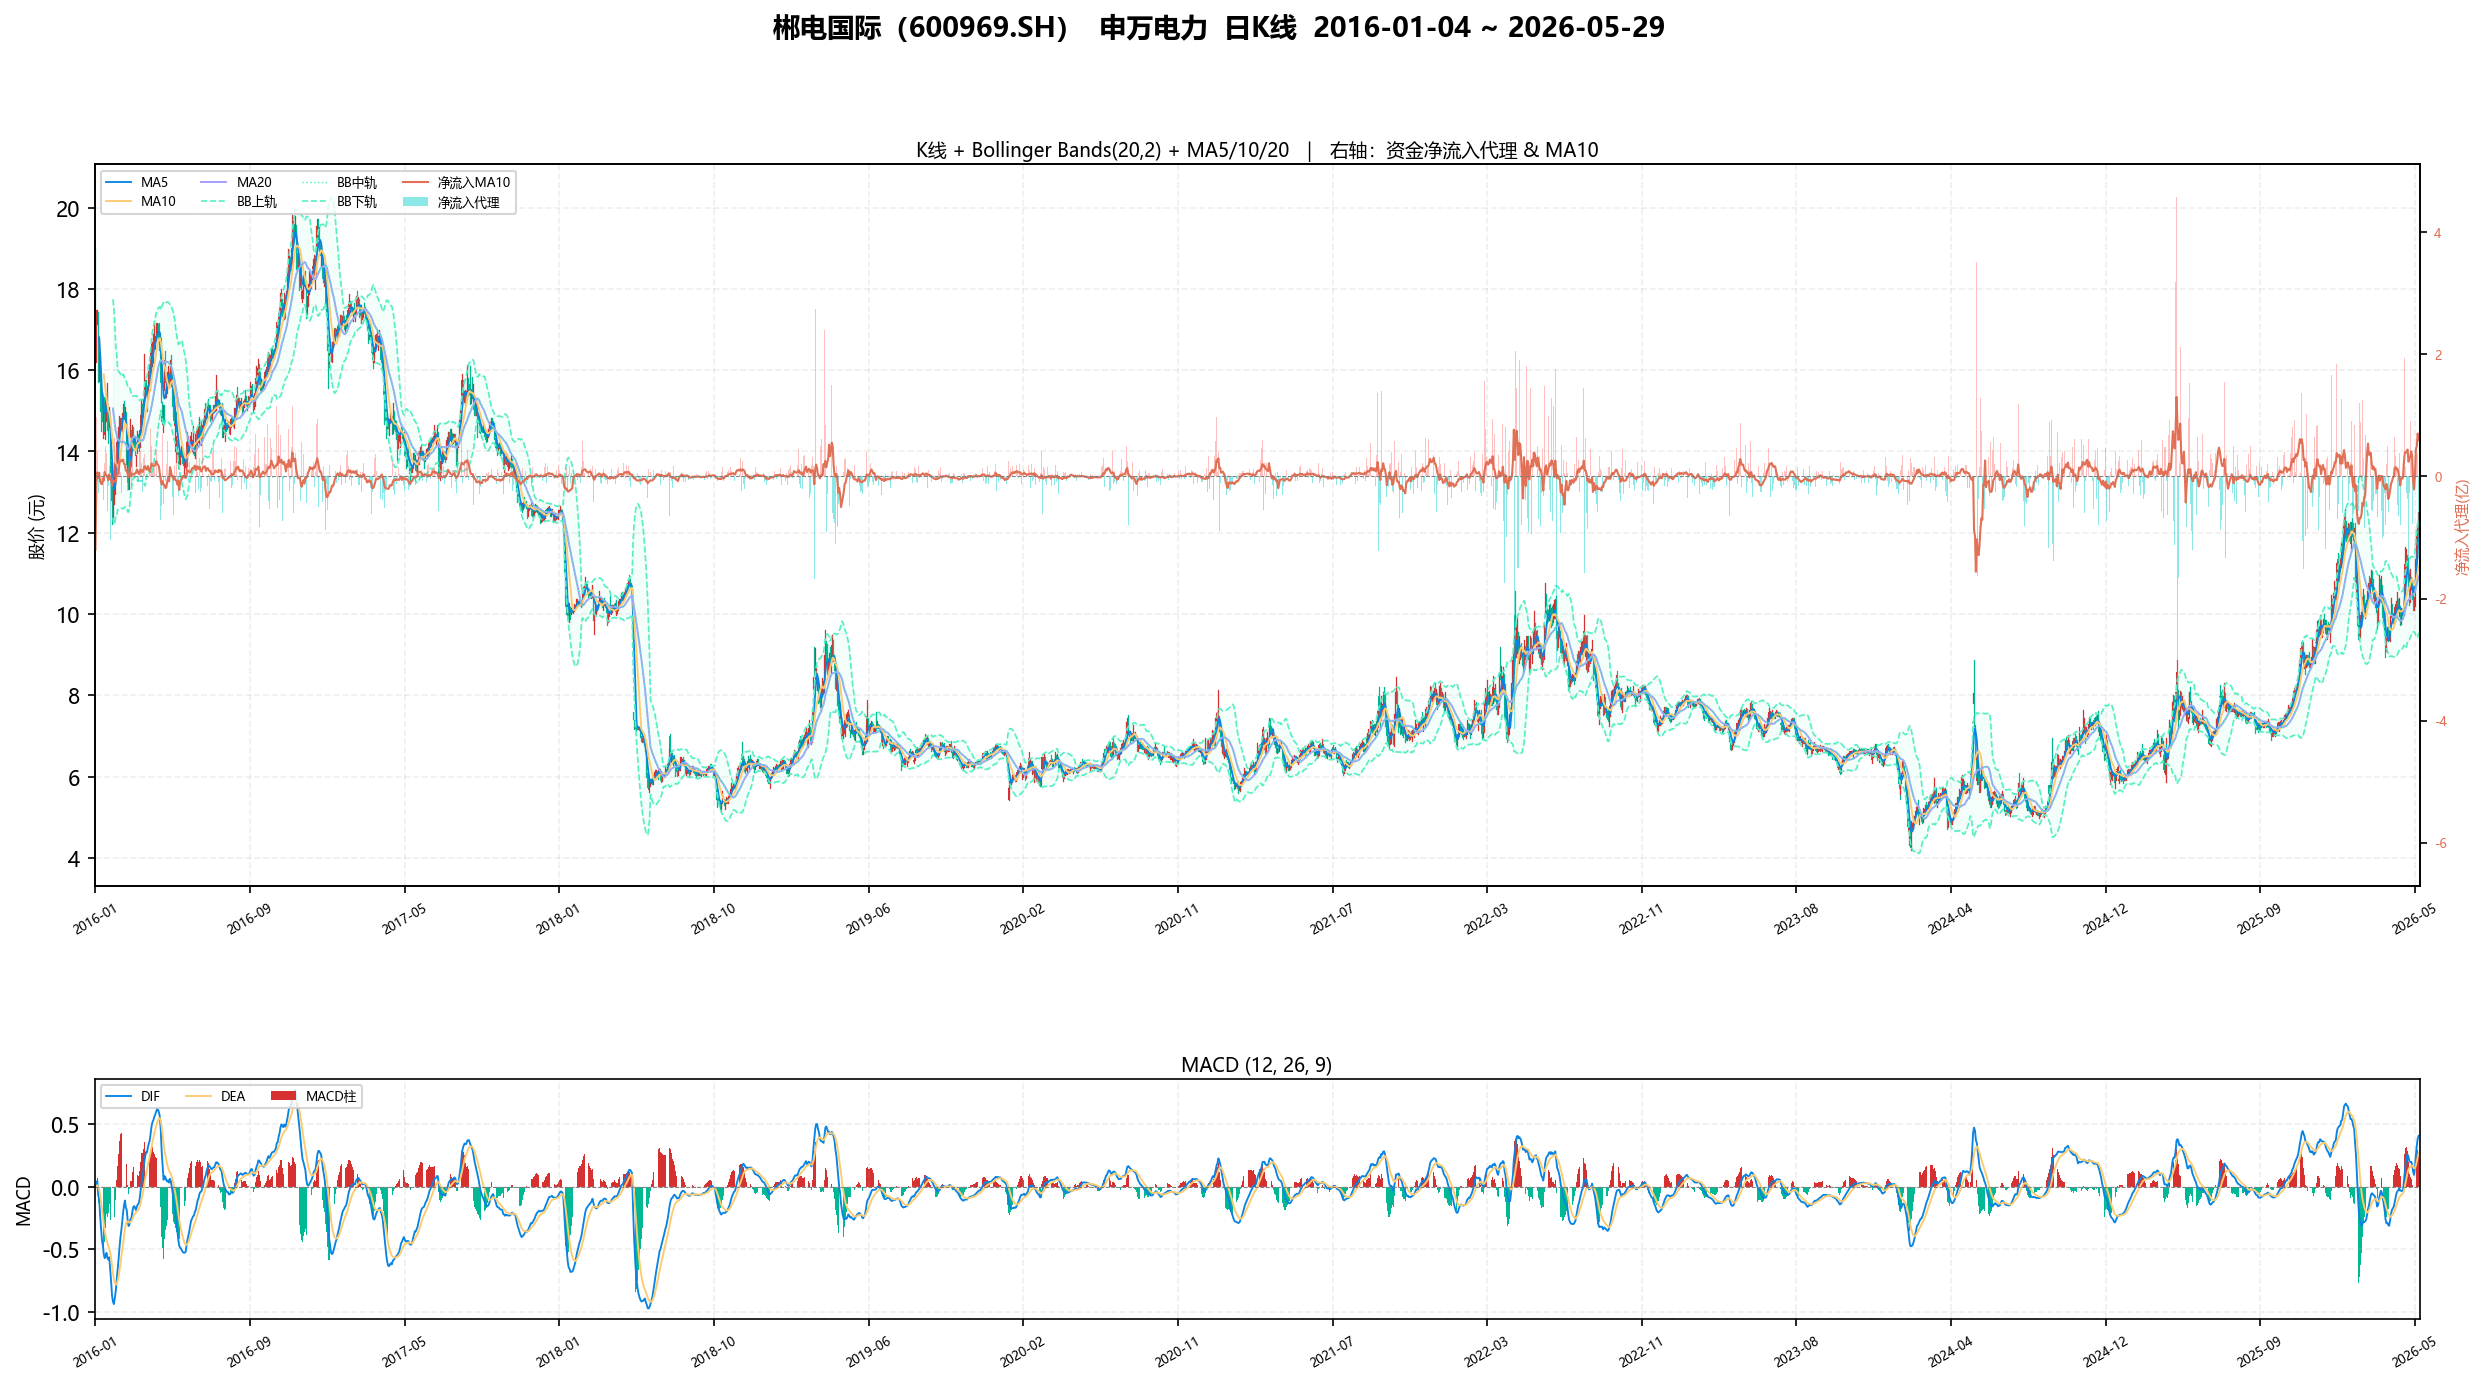 郴电国际（600969.SH） 申万电力 日K线 2016-01-04 ~ 2026-05-29
K线 + Bollinger Bands(20,2) + MA5/10/20 | 右轴：资金净流入代理 & MA10
MA5 MA20 BB中轨 净流入MA10
MA10 BB上轨 BB下轨 净流入代理
股价 (元)
20
18
16
14
12
10
8
6
4
4
2
0
-2
-4
-6
净流入代理(亿)
2016-01 2016-09 2017-05 2018-01 2018-10 2019-06 2020-02 2020-11 2021-07 2022-03 2022-11 2023-08 2024-04 2024-12 2025-09 2026-05
MACD (12, 26, 9)
DIF DEA MACD柱
MACD
0.5
0.0
-0.5
-1.0
2016-01 2016-09 2017-05 2018-01 2018-10 2019-06 2020-02 2020-11 2021-07 2022-03 2022-11 2023-08 2024-04 2024-12 2025-09 2026-05